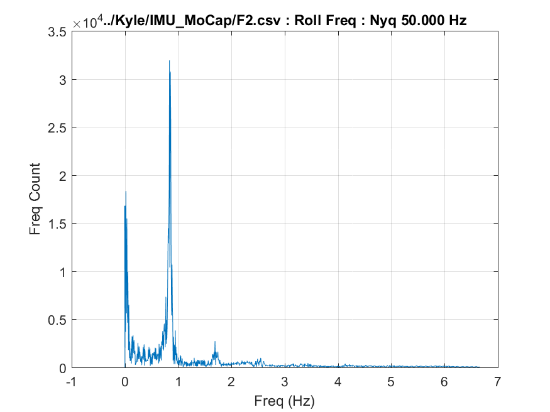 ×10⁴../Kyle/IMU_MoCap/F2.csv : Roll Freq : Nyq 50.000 Hz
3.5
3
2.5
2
1.5
1
0.5
0
Freq Count
-1 0 1 2 3 4 5 6 7
Freq (Hz)